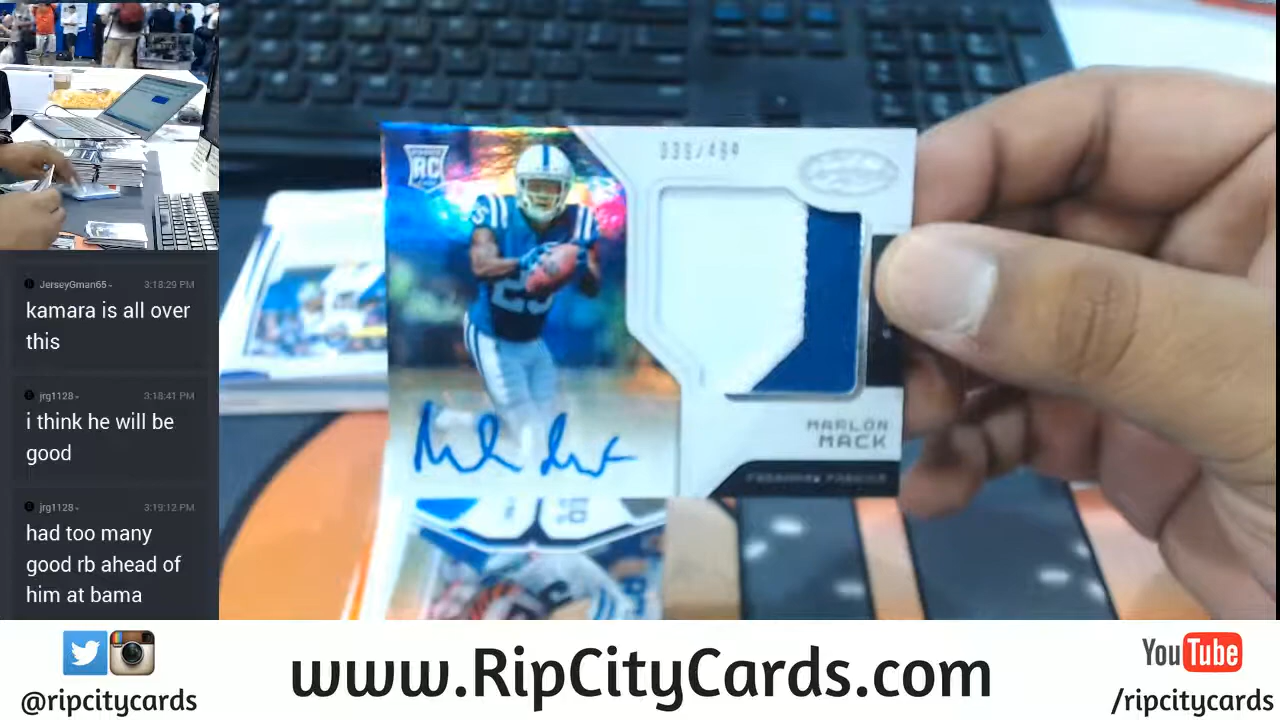 JerseyGman65
3:18:29 PM
kamara is all over
this
jrg1128
3:18:41 PM
i think he will be
good
jrg1128
3:19:12 PM
had too many
good rb ahead of
him at bama
RC
25
MARLON
MACK
@ripcitycards
www.RipCityCards.com
YouTube
/ripcitycards